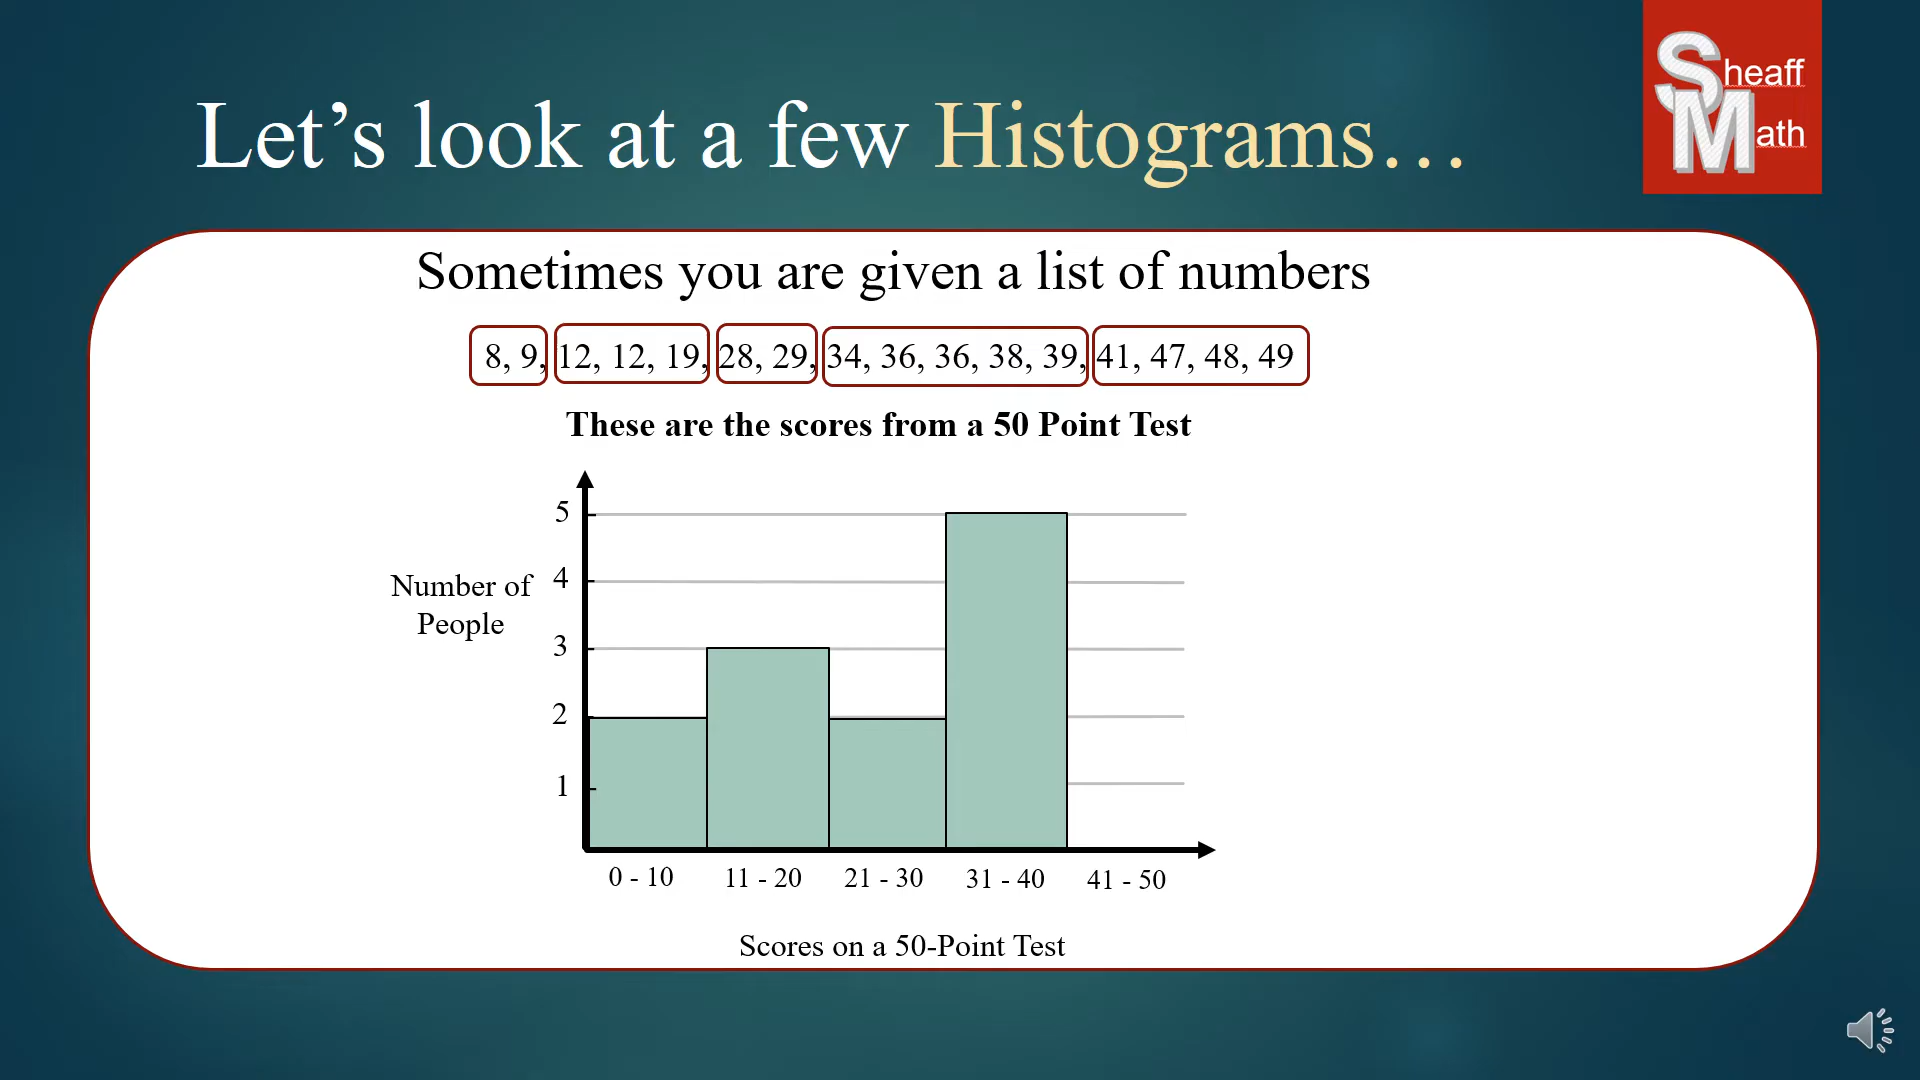 Sheaff
Math
Let’s look at a few Histograms…
Sometimes you are given a list of numbers
8, 9, 12, 12, 19, 28, 29, 34, 36, 36, 38, 39, 41, 47, 48, 49
These are the scores from a 50 Point Test
Number of
People
5
4
3
2
1
0 - 10 11 - 20 21 - 30 31 - 40 41 - 50
Scores on a 50-Point Test